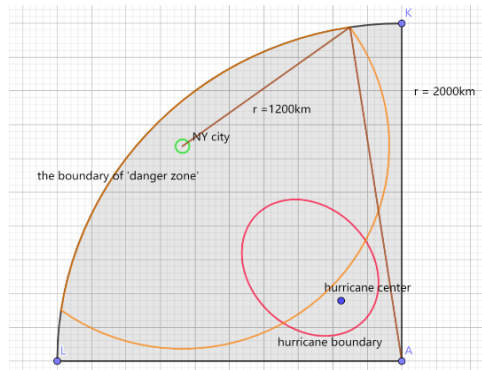 K
r = 2000km
r =1200km
NY city
the boundary of 'danger zone'
hurricane center
hurricane boundary
L
A